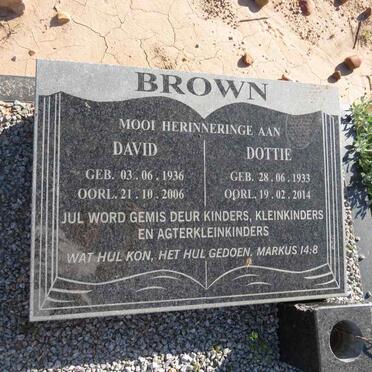 BROWN
MOOI HERINNERINGE AAN
DAVID
GEB. 03. 06. 1936
OORL. 21. 10. 2006
DOTTIE
GEB. 28. 06. 1933
OORL. 19. 02. 2014
JUL WORD GEMIS DEUR KINDERS, KLEINKINDERS
EN AGTERKLEINKINDERS
WAT HUL KON, HET HUL GEDOEN. MARKUS 14:8